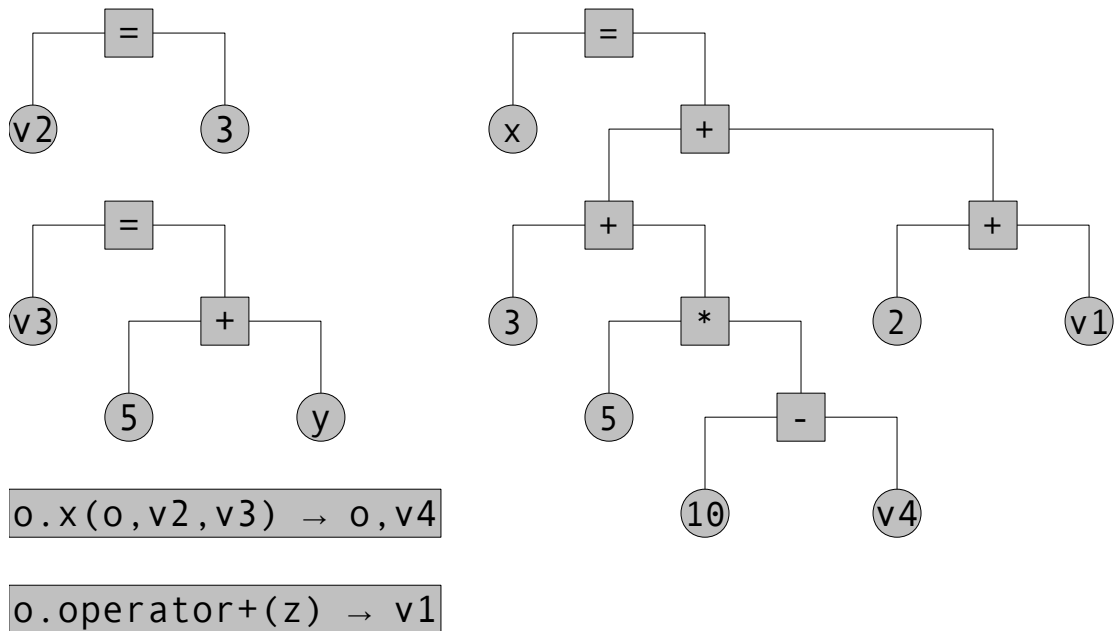 = =
v2 3 x +
= + +
v3 + 3 * 2 v1
5 y 5 -
o.x(o,v2,v3) → o,v4 10 v4
o.operator+(z) → v1